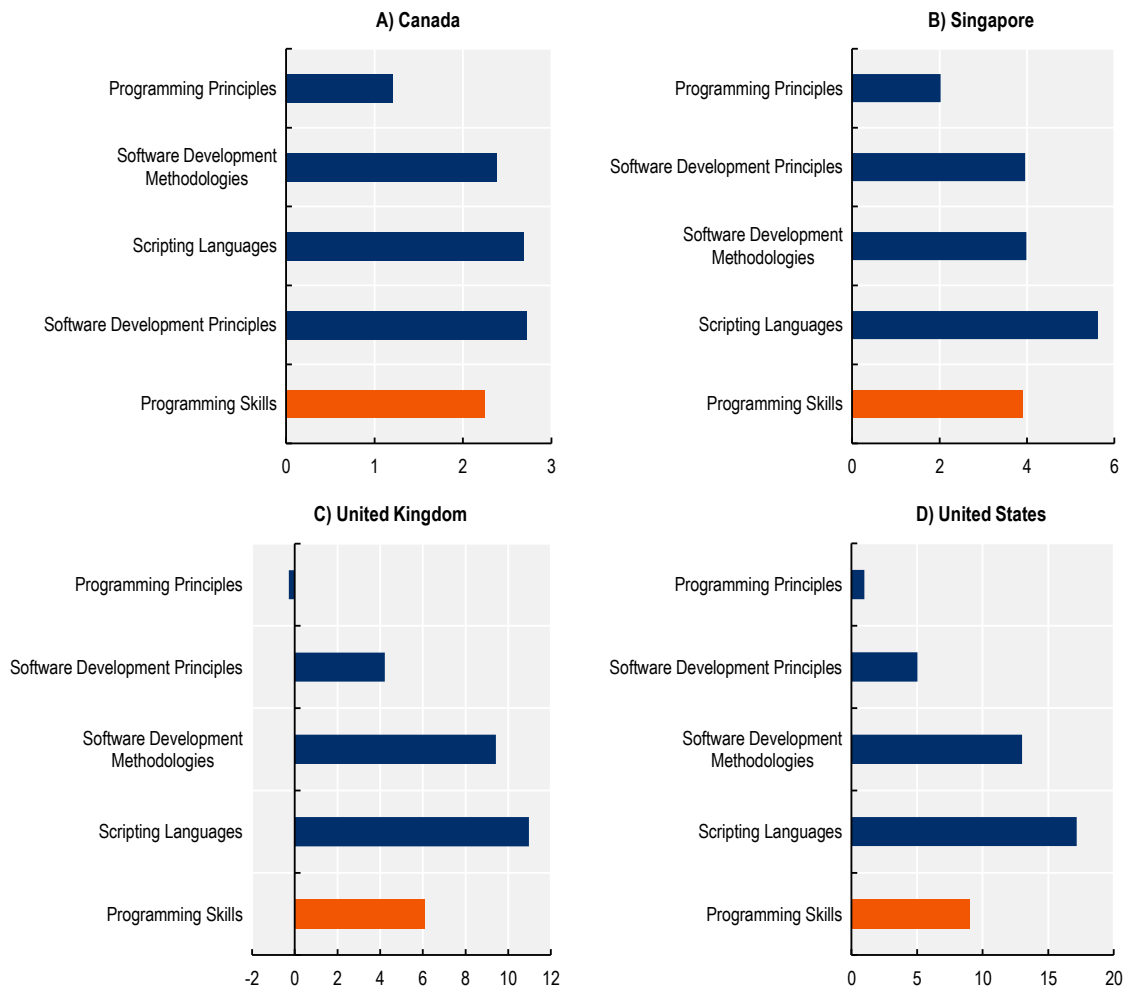 A) Canada
Programming Principles
Software Development
Methodologies
Scripting Languages
Software Development Principles
Programming Skills
0 1 2 3
B) Singapore
Programming Principles
Software Development Principles
Software Development
Methodologies
Scripting Languages
Programming Skills
0 2 4 6
C) United Kingdom
Programming Principles
Software Development Principles
Software Development
Methodologies
Scripting Languages
Programming Skills
-2 0 2 4 6 8 10 12
D) United States
Programming Principles
Software Development Principles
Software Development
Methodologies
Scripting Languages
Programming Skills
0 5 10 15 20